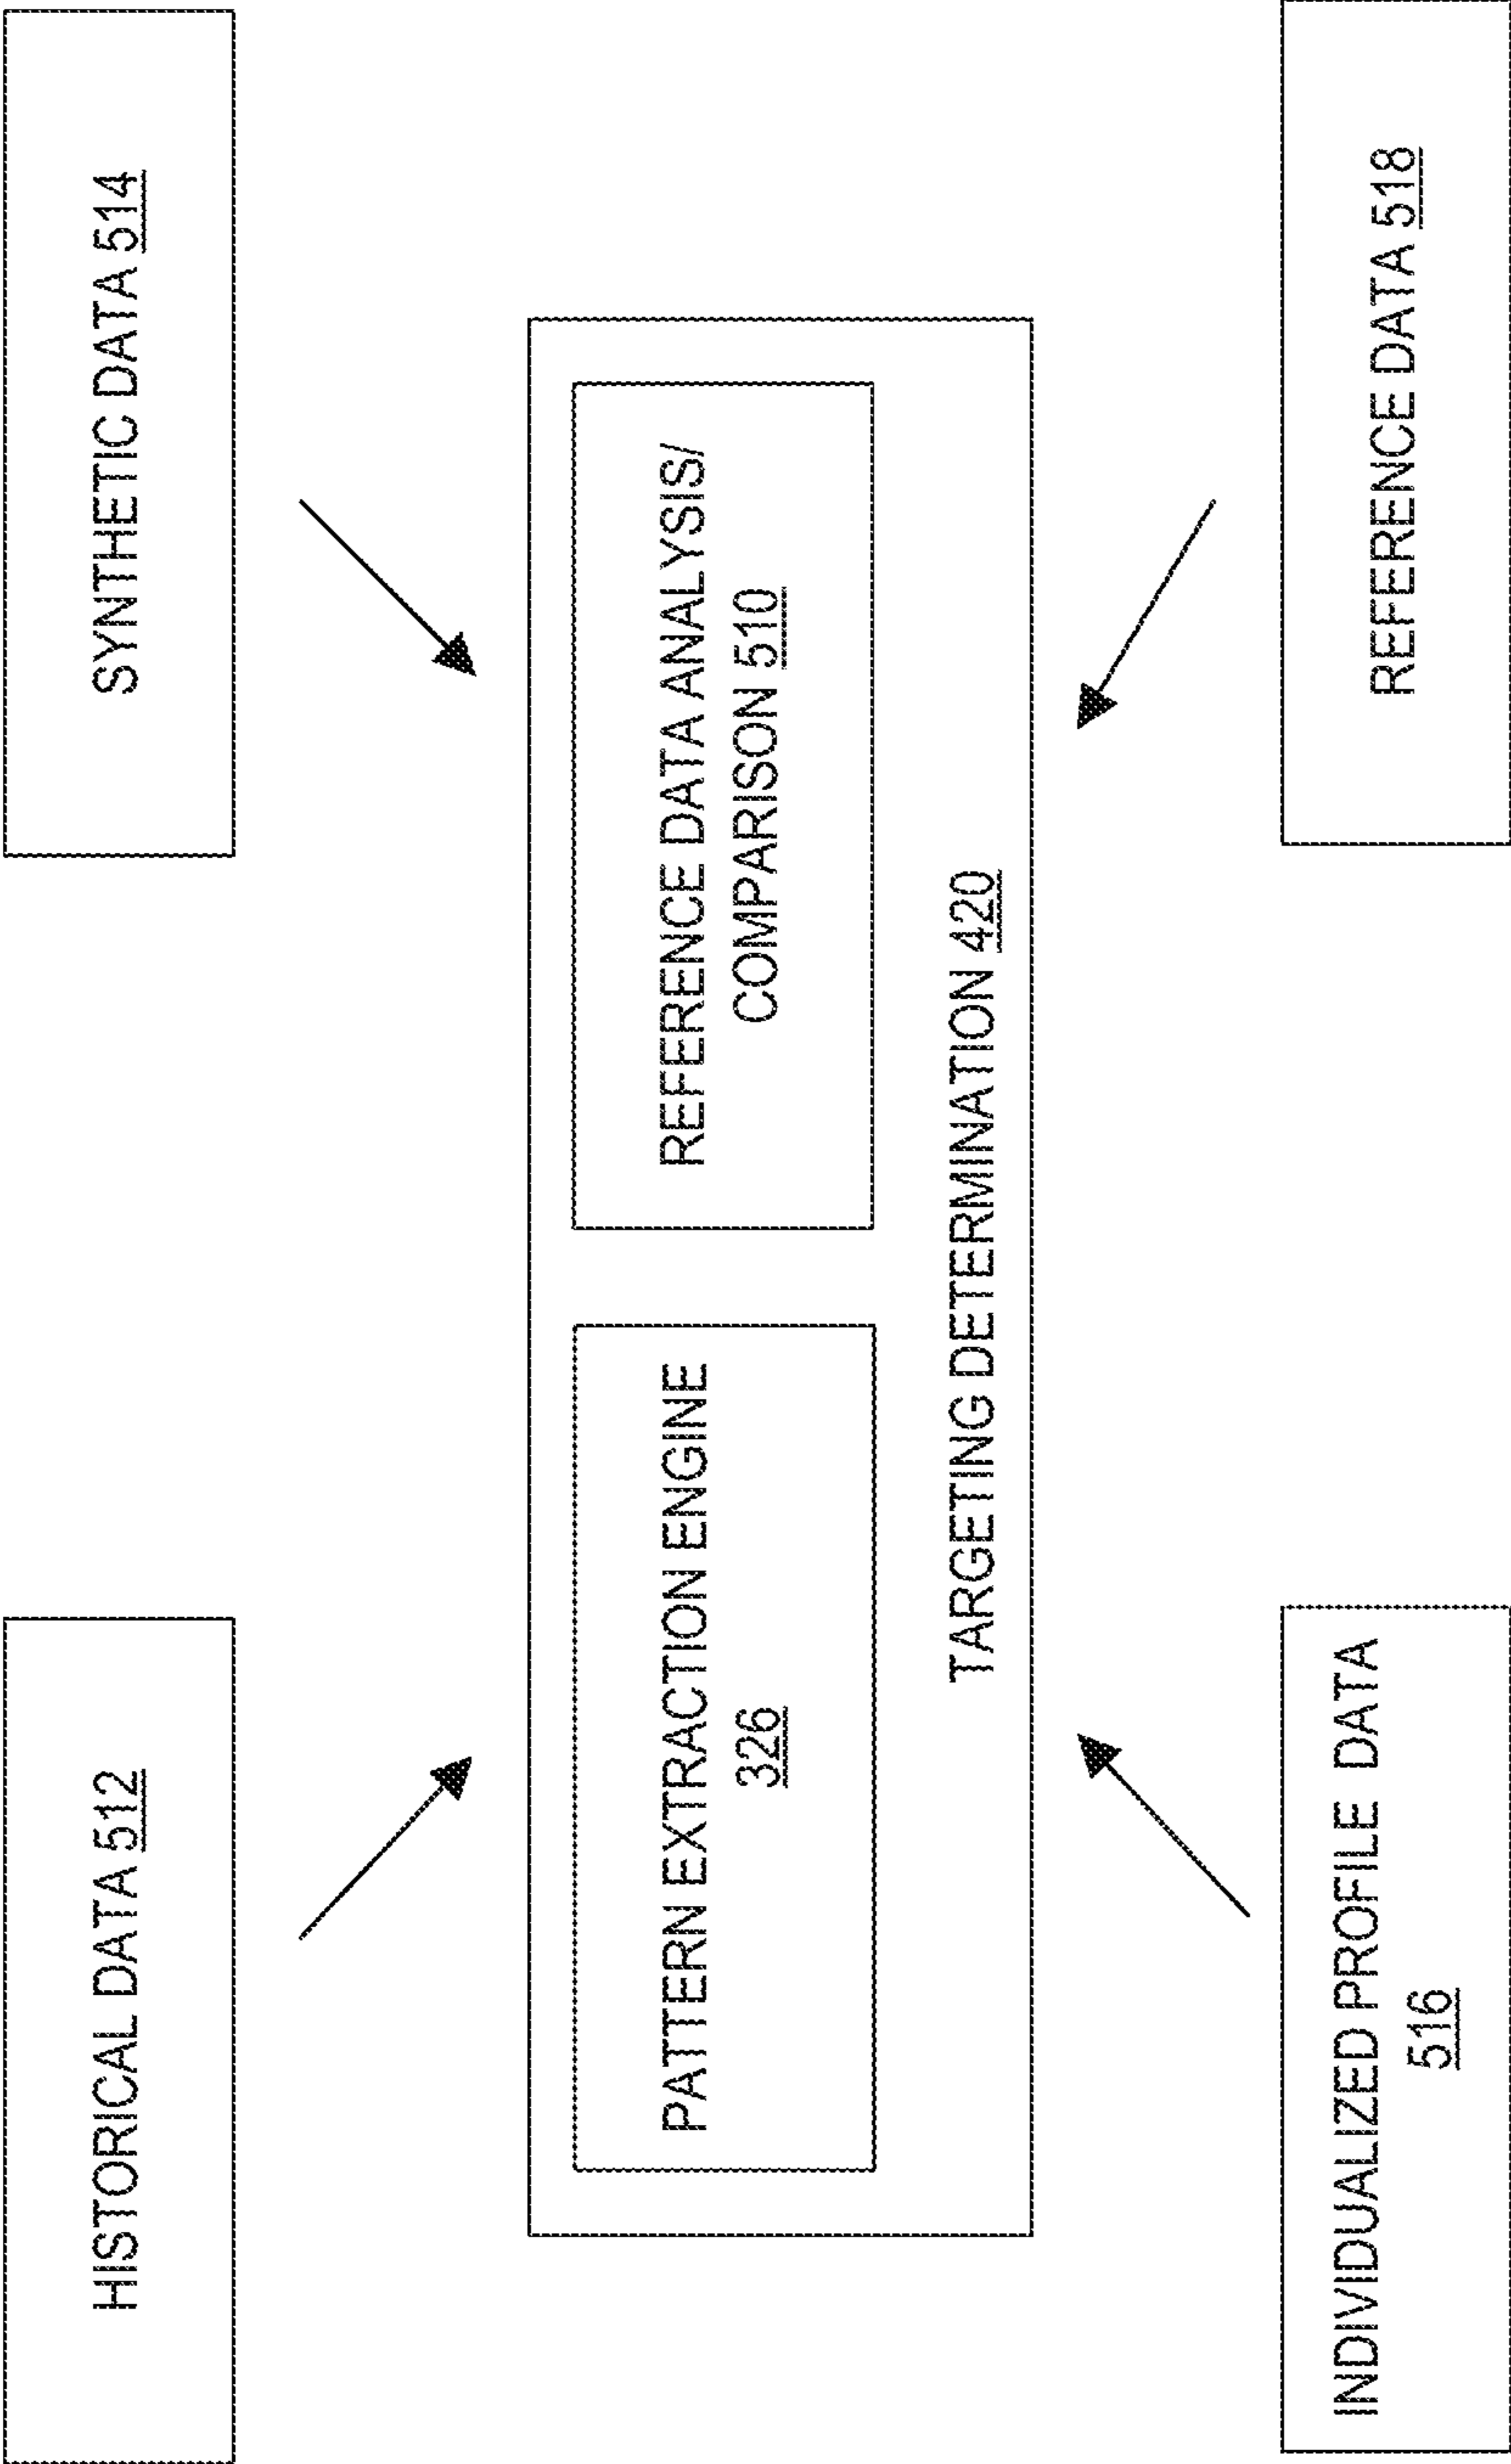 HISTORICAL DATA 512
SYNTHETIC DATA 514
PATTERN EXTRACTION ENGINE
326
REFERENCE DATA ANALYSIS/
COMPARISON 510
TARGETING DETERMINATION 420
INDIVIDUALIZED PROFILE DATA
516
REFERENCE DATA 518